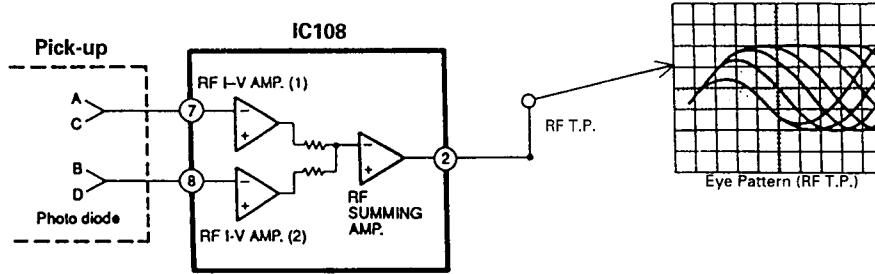 IC108
Pick-up
RF I-V AMP. (1)
A
C
7
B
D
8
2
RF T.P.
Photo diode
RF I-V AMP. (2)
RF
SUMMING
AMP.
Eye Pattern (RF T.P.)